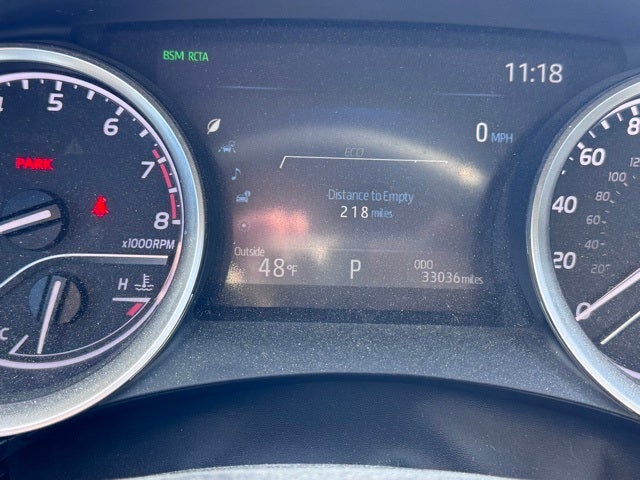 BSM RCTA
11:18
4 5 6 7 8
x1000RPM
PARK
0 MPH
ECO
Distance to Empty
218 miles
Outside
48°F
P
ODO
33036 miles
H
C
0 20 40 60 80
20 40 60 80 100 120